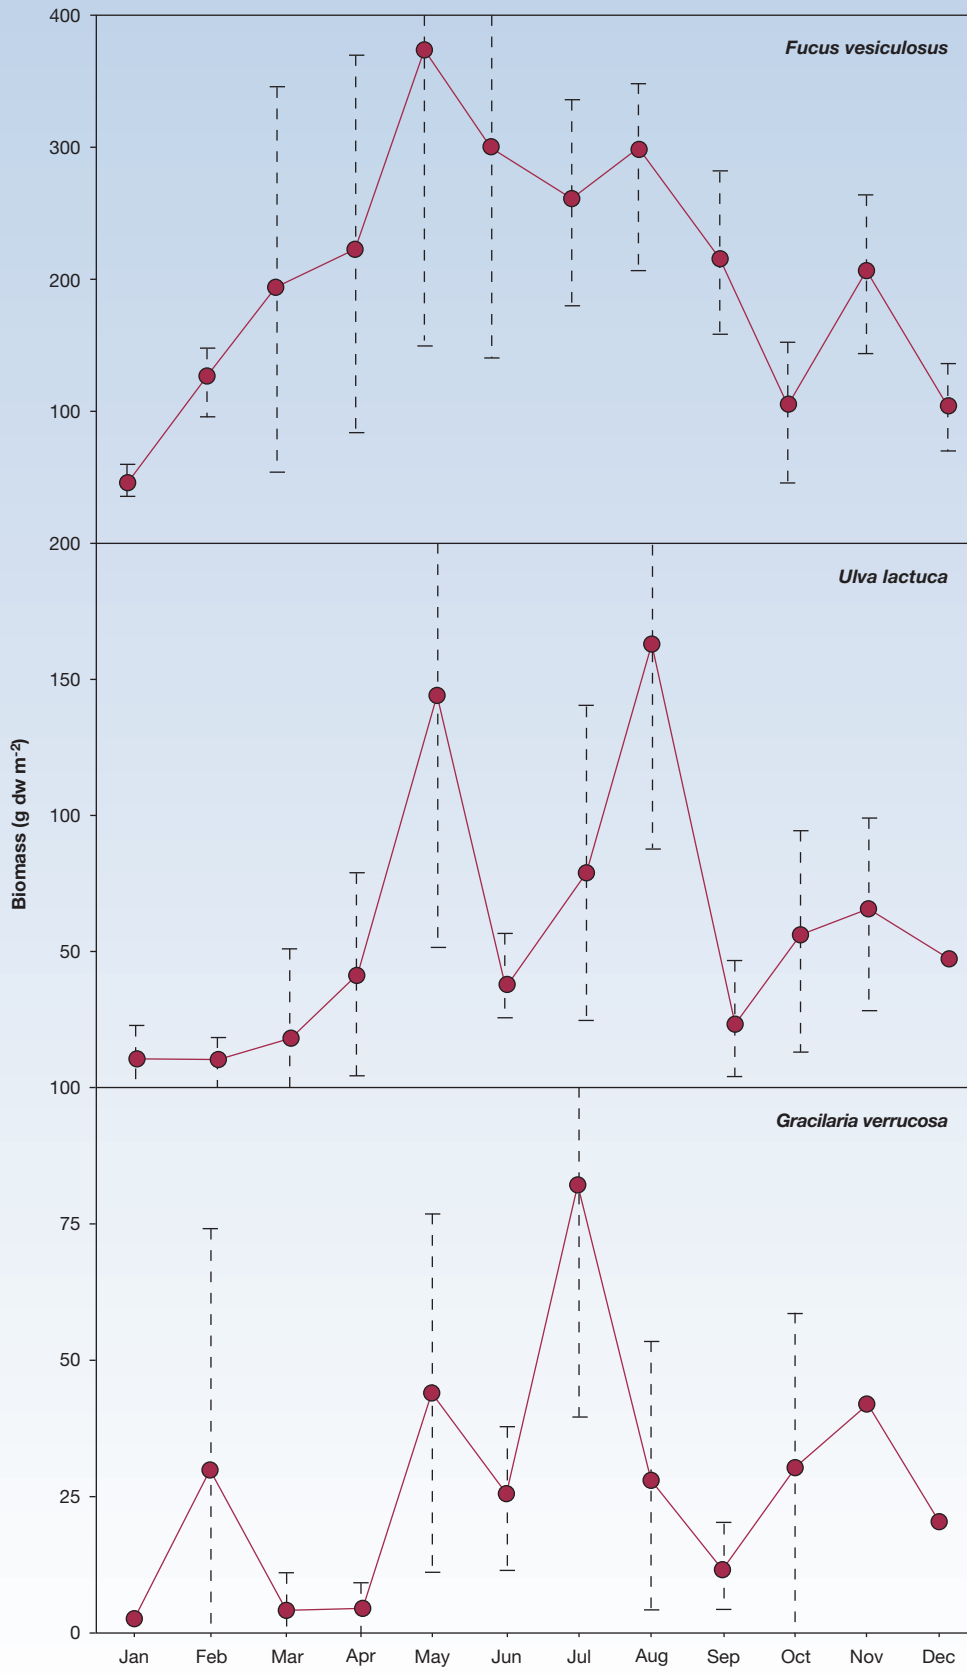 400
Fucus vesiculosus
300
200
100
200
Ulva lactuca
150
100
50
Biomass (g dw m⁻²)
100
Gracilaria verrucosa
75
50
25
0
Jan Feb Mar Apr May Jun Jul Aug Sep Oct Nov Dec